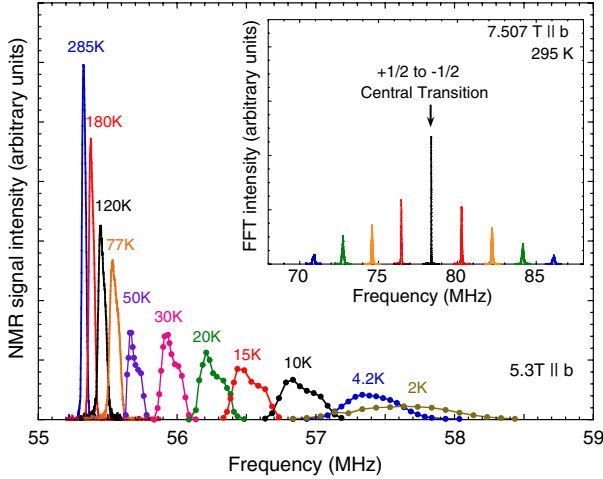 NMR signal intensity (arbitrary units)
285K
180K
120K
77K
50K
30K
20K
15K
10K
4.2K
2K
5.3T || b
55 56 57 58 59
Frequency (MHz)
7.507 T || b
295 K
+1/2 to -1/2
Central Transition
FFT intensity (arbitrary units)
70 75 80 85
Frequency (MHz)